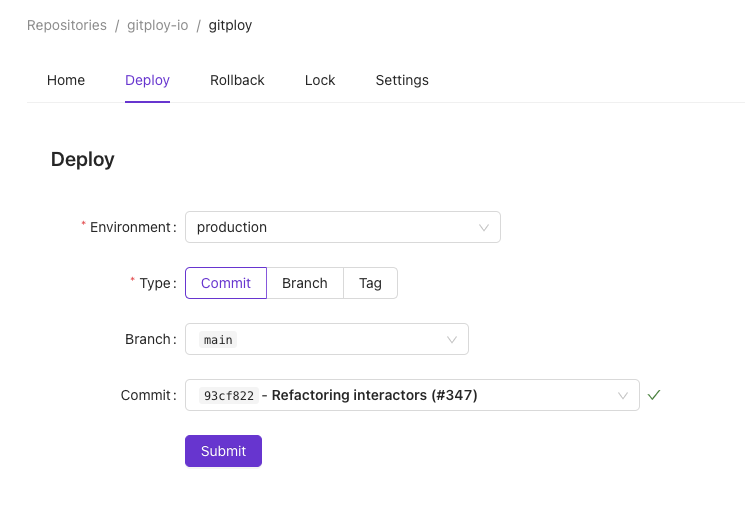 Repositories / gitploy-io / gitploy
Home Deploy Rollback Lock Settings
Deploy
* Environment: production
* Type: Commit Branch Tag
Branch: main
Commit: 93cf822 - Refactoring interactors (#347)
Submit